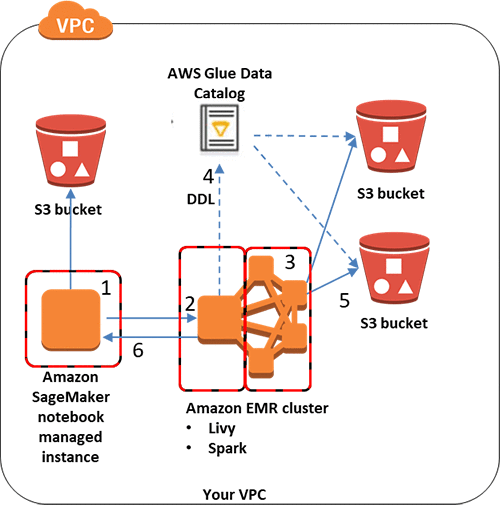 VPC
AWS Glue Data
Catalog
S3 bucket
S3 bucket
4
DDL
3
1
2
5
6
S3 bucket
Amazon
SageMaker
notebook
managed
instance
Amazon EMR cluster
• Livy
• Spark
Your VPC